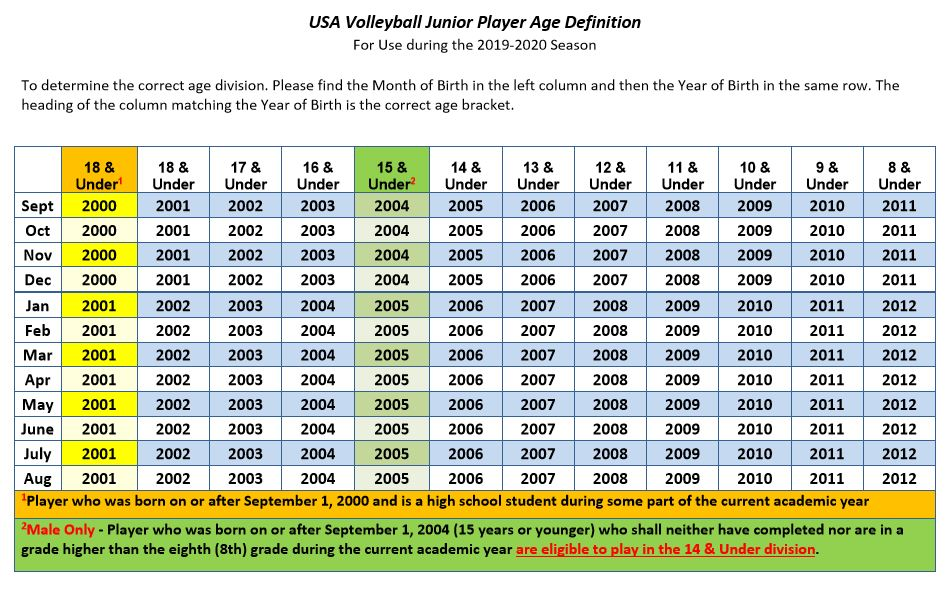 USA Volleyball Junior Player Age Definition
For Use during the 2019-2020 Season
To determine the correct age division. Please find the Month of Birth in the left column and then the Year of Birth in the same row. The
heading of the column matching the Year of Birth is the correct age bracket.
18 & Under¹ 18 & Under 17 & Under 16 & Under 15 & Under² 14 & Under 13 & Under 12 & Under 11 & Under 10 & Under 9 & Under 8 & Under
Sept 2000 2001 2002 2003 2004 2005 2006 2007 2008 2009 2010 2011
Oct 2000 2001 2002 2003 2004 2005 2006 2007 2008 2009 2010 2011
Nov 2000 2001 2002 2003 2004 2005 2006 2007 2008 2009 2010 2011
Dec 2000 2001 2002 2003 2004 2005 2006 2007 2008 2009 2010 2011
Jan 2001 2002 2003 2004 2005 2006 2007 2008 2009 2010 2011 2012
Feb 2001 2002 2003 2004 2005 2006 2007 2008 2009 2010 2011 2012
Mar 2001 2002 2003 2004 2005 2006 2007 2008 2009 2010 2011 2012
Apr 2001 2002 2003 2004 2005 2006 2007 2008 2009 2010 2011 2012
May 2001 2002 2003 2004 2005 2006 2007 2008 2009 2010 2011 2012
June 2001 2002 2003 2004 2005 2006 2007 2008 2009 2010 2011 2012
July 2001 2002 2003 2004 2005 2006 2007 2008 2009 2010 2011 2012
Aug 2001 2002 2003 2004 2005 2006 2007 2008 2009 2010 2011 2012
¹Player who was born on or after September 1, 2000 and is a high school student during some part of the current academic year
²Male Only - Player who was born on or after September 1, 2004 (15 years or younger) who shall neither have completed nor are in a
grade higher than the eighth (8th) grade during the current academic year are eligible to play in the 14 & Under division.